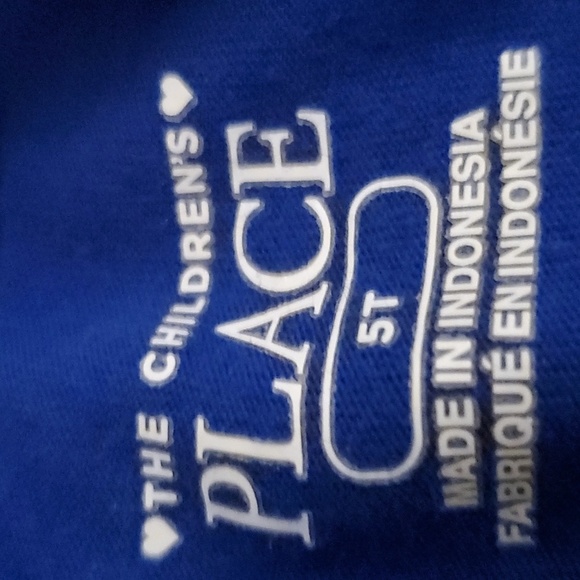 THE CHILDREN'S
PLACE
5T
MADE IN INDONESIA
FABRIQUÉ EN INDONÉSIE